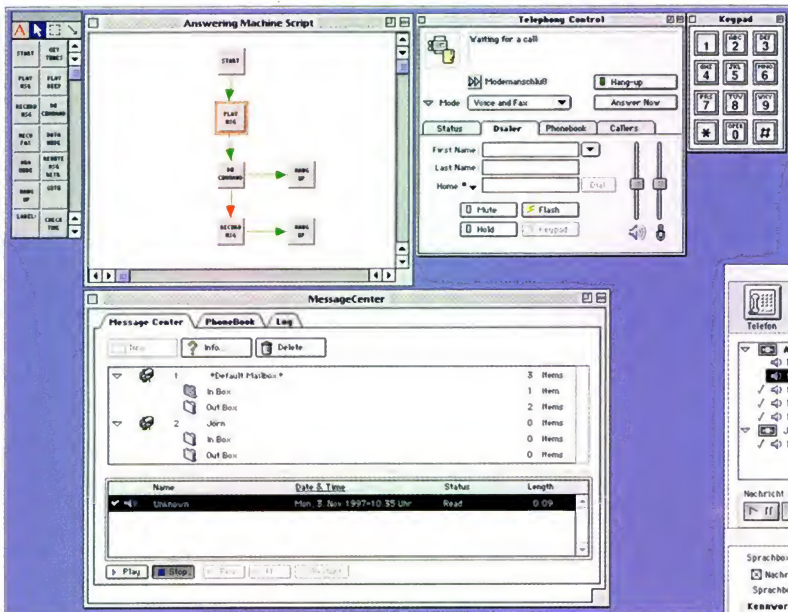 Answering Machine Script
START
GET TONES
PLAY MSG
PLAY BEEP
RECORD MSG
DO COMMAND
RECV FAX
DATA MODE
HANG UP
GOTO
LABEL:
CHECK TIME
START
PLAY MSG
DO COMMAND
HANG UP
RECORD MSG
HANG UP
Telephony Control
Waiting for a call
Modemanschluß
Hang-up
Mode
Voice and Fax
Answer Now
Status
Dialer
Phonebook
Callers
First Name
Last Name
Home
Dial
Mute
Flash
Hold
Keypad
Keypad
1
ABC 2
DEF 3
GHI 4
JKL 5
MNO 6
PRS 7
TUV 8
WXY 9
*
OPER 0
#
MessageCenter
Message Center
PhoneBook
Log
New
Info...
Delete
1 *Default Mailbox* 3 Items
In Box 1 Item
Out Box 2 Items
2 Jörn 0 Items
In Box 0 Items
Out Box 0 Items
Name Date & Time Status Length
Unknown Mon, 3. Nov 1997-10:35 Uhr Read 0:09
Play
Stop
Telefon
Nachricht
Sprachbox
Nachr
Sprachbo
Kennwor